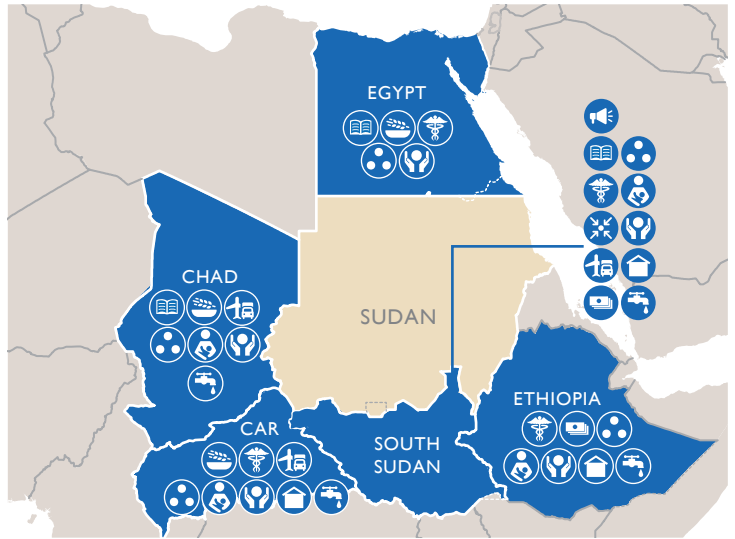 EGYPT
CHAD
SUDAN
ETHIOPIA
CAR
SOUTH
SUDAN